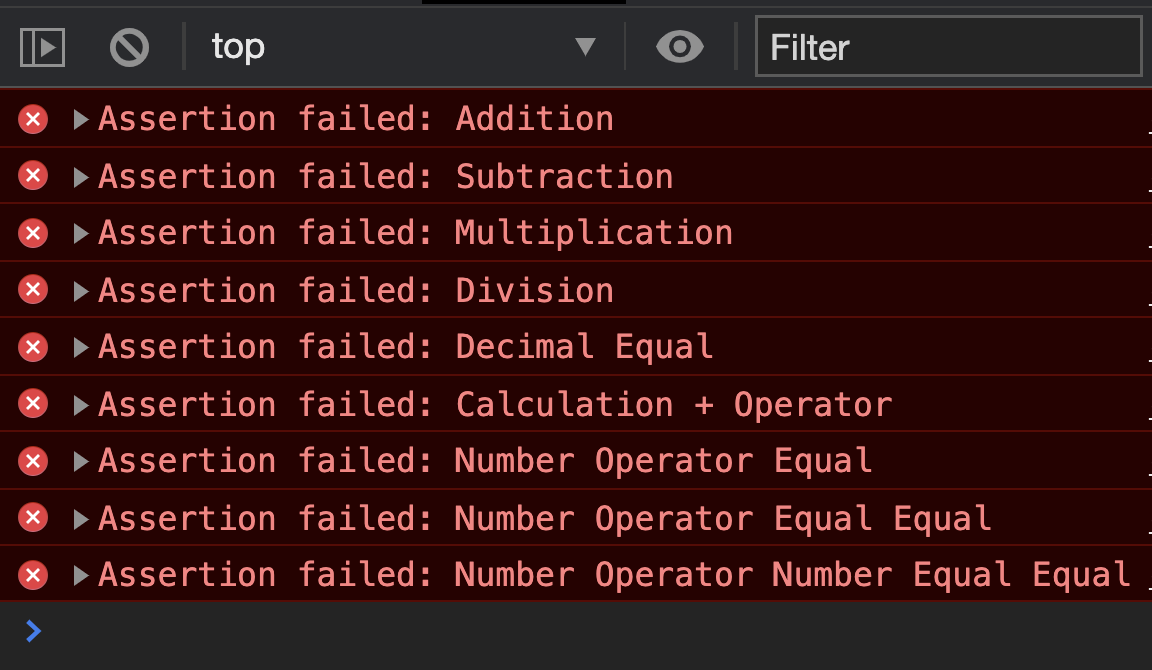 top
Filter
Assertion failed: Addition
Assertion failed: Subtraction
Assertion failed: Multiplication
Assertion failed: Division
Assertion failed: Decimal Equal
Assertion failed: Calculation + Operator
Assertion failed: Number Operator Equal
Assertion failed: Number Operator Equal Equal
Assertion failed: Number Operator Number Equal Equal